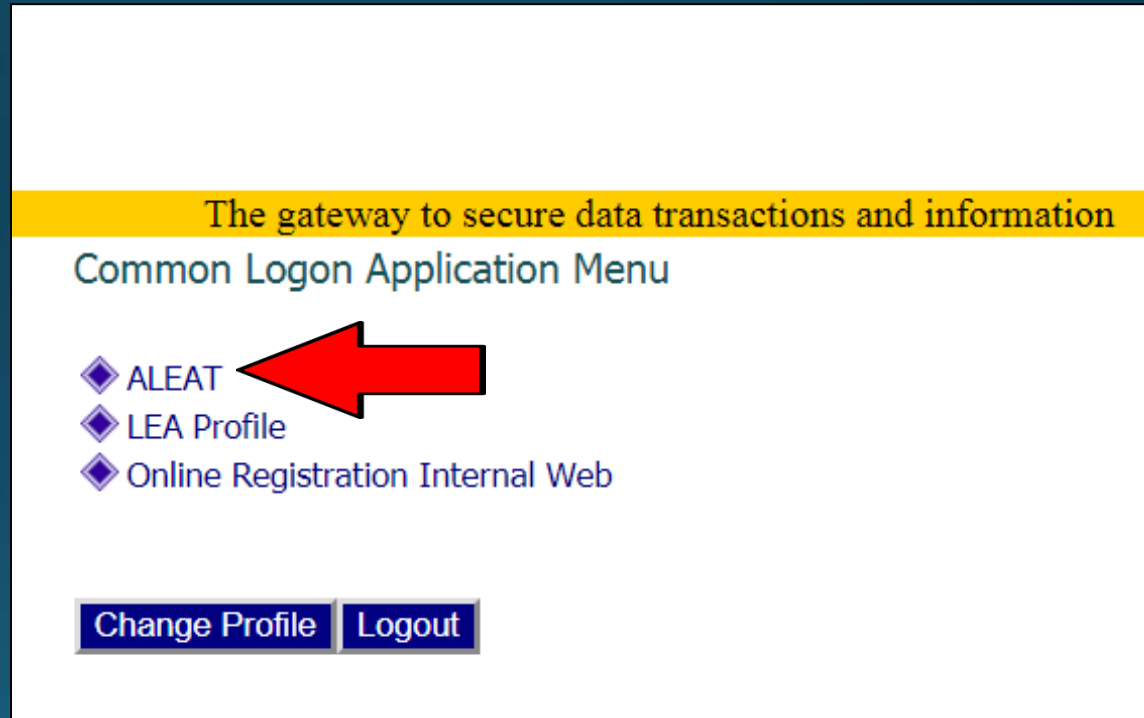 The gateway to secure data transactions and information
Common Logon Application Menu
ALEAT
LEA Profile
Online Registration Internal Web
Change Profile Logout